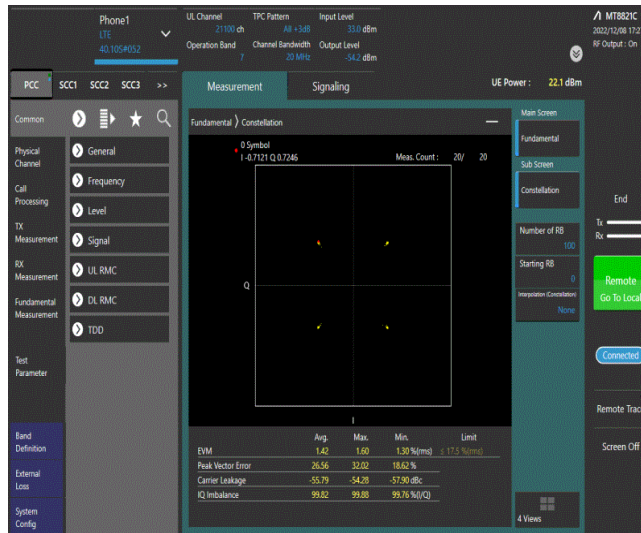 Phone1
LTE
40.10S#052
UL Channel
21100 ch
TPC Pattern
All +3dB
Input Level
33.0 dBm
Operation Band
7
Channel Bandwidth
20 MHz
Output Level
-54.2 dBm
MT8821C
2022/12/08 17:2
RF Output : On
PCC SCC1 SCC2 SCC3 >>
Measurement
Signaling
UE Power : 22.1 dBm
Common
Physical
Channel
Call
Processing
TX
Measurement
RX
Measurement
Fundamental
Measurement
Test
Parameter
Band
Definition
External
Loss
System
Config
General
Frequency
Level
Signal
UL RMC
DL RMC
TDD
Fundamental 〉 Constellation
0 Symbol
I -0.7121 Q 0.7246
Meas. Count : 20/ 20
Q
I
Avg. Max. Min. Limit
EVM 1.42 1.60 1.30 %(rms) ≤ 17.5 %(rms)
Peak Vector Error 26.56 32.02 18.62 %
Carrier Leakage -55.79 -54.28 -57.90 dBc
IQ Imbalance 99.82 99.88 99.76 %(I/Q)
Main Screen
Fundamental
Sub Screen
Constellation
Number of RB
100
Starting RB
0
Interpolation (Constellation)
None
4 Views
End
Tx
Rx
Remote
Go To Local
Connected
Remote Trac
Screen Off